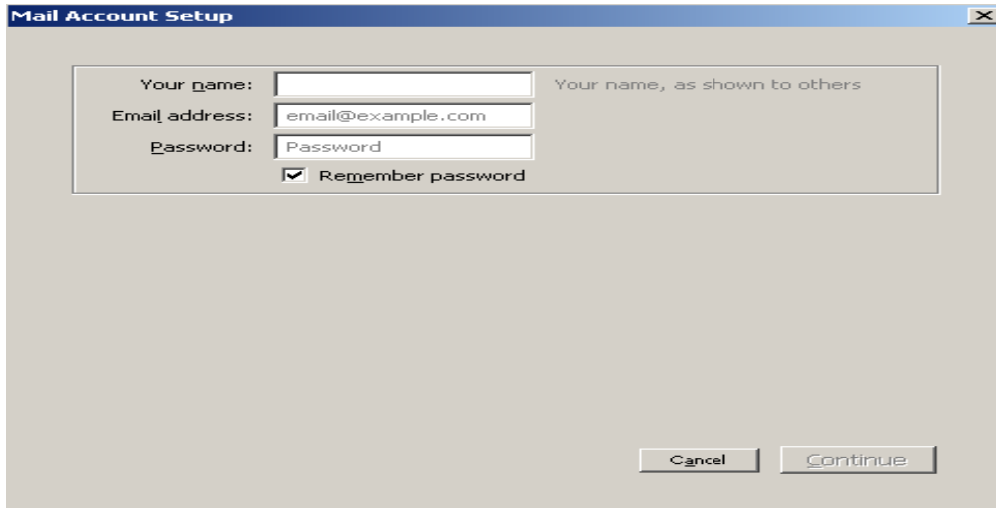 Mail Account Setup
Your name: Your name, as shown to others
Email address: email@example.com
Password: Password
Remember password
Cancel Continue